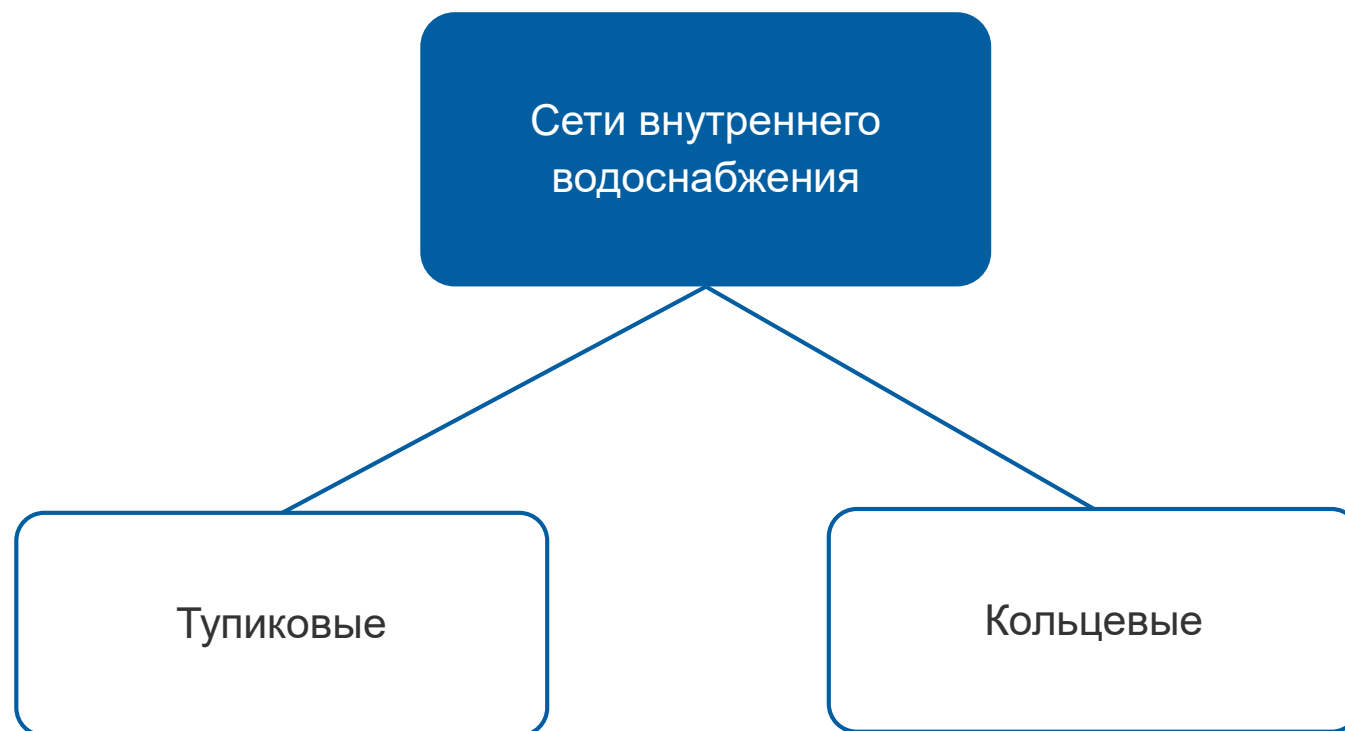 Сети внутреннего
водоснабжения
Тупиковые
Кольцевые